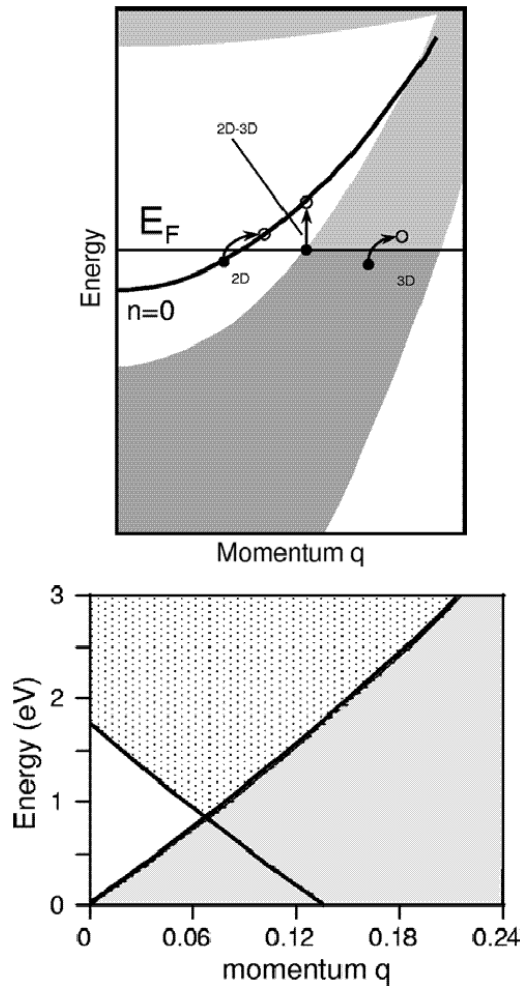 2D-3D
E_F
2D
3D
n=0
Energy
Momentum q
3
2
1
0
Energy (eV)
0
0.06
0.12
0.18
0.24
momentum q